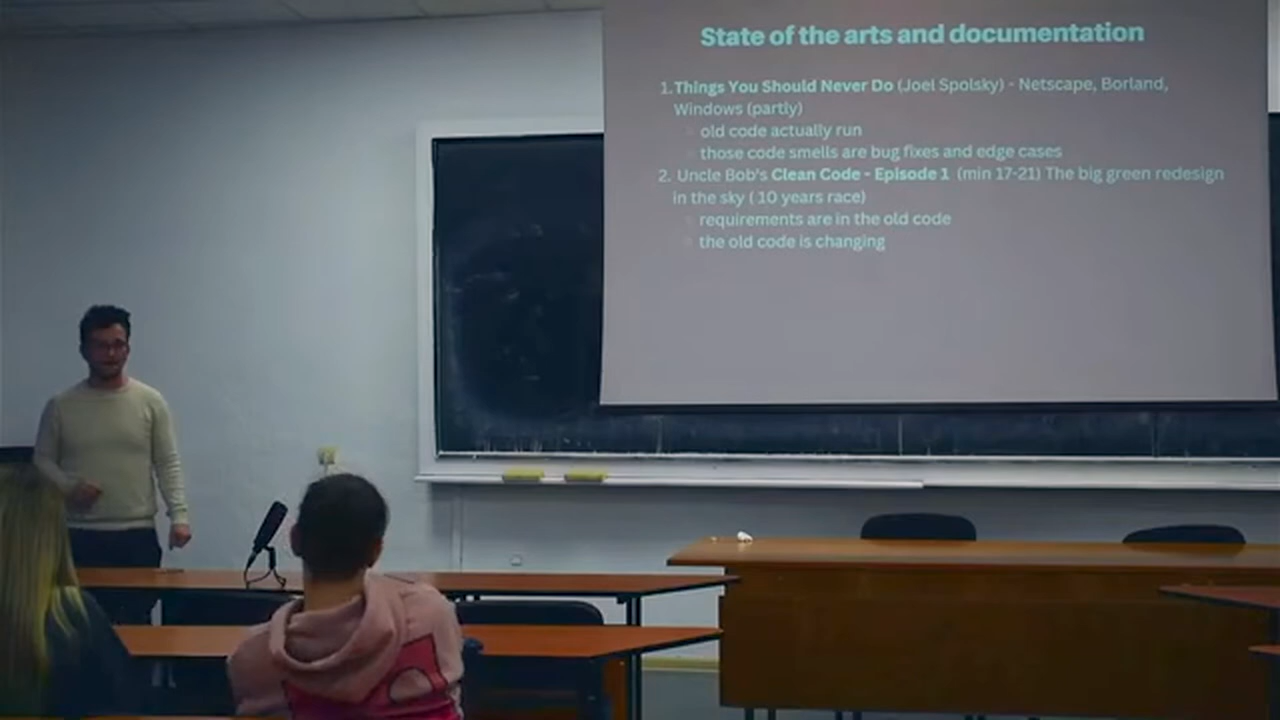 State of the arts and documentation
1. Things You Should Never Do (Joel Spolsky) - Netscape, Borland,
Windows (partly)
old code actually run
those code smells are bug fixes and edge cases
2. Uncle Bob's Clean Code - Episode 1 (min 17-21) The big green redesign
in the sky ( 10 years race)
requirements are in the old code
the old code is changing